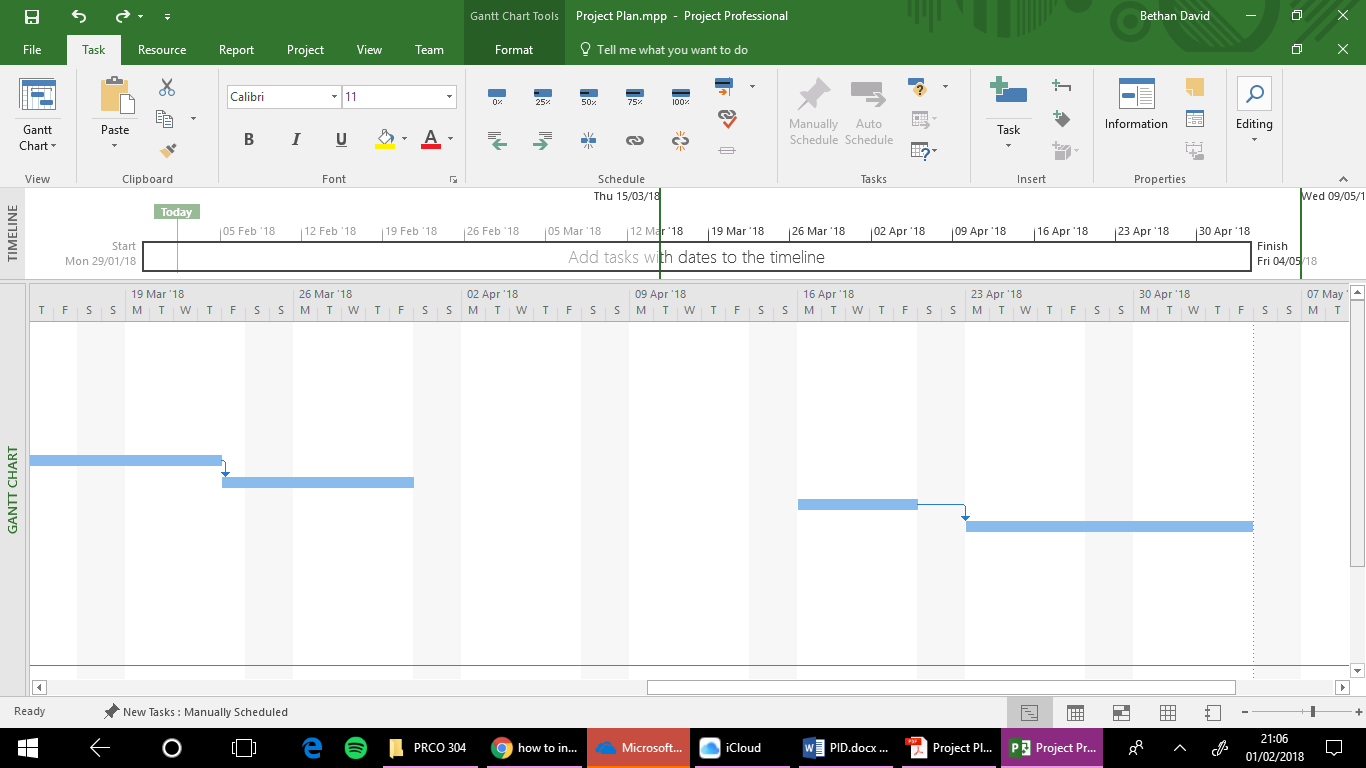 Gantt Chart Tools Project Plan.mpp - Project Professional Bethan David
File Task Resource Report Project View Team Format Tell me what you want to do
Calibri 11
0% 25% 50% 75% 100%
B I U A
Gantt Chart
Paste
Manually Schedule
Auto Schedule
Task
Information
Editing
View Clipboard Font Schedule Tasks Insert Properties
TIMELINE
Thu 15/03/18 Wed 09/05/1
Today
05 Feb '18 12 Feb '18 19 Feb '18 26 Feb '18 05 Mar '18 12 Mar '18 19 Mar '18 26 Mar '18 02 Apr '18 09 Apr '18 16 Apr '18 23 Apr '18 30 Apr '18
Start
Mon 29/01/18
Add tasks with dates to the timeline
Finish
Fri 04/05/18
GANTT CHART
19 Mar '18 26 Mar '18 02 Apr '18 09 Apr '18 16 Apr '18 23 Apr '18 30 Apr '18 07 May '
T F S S M T W T F S S M T W T F S S M T W T F S S M T W T F S S M T W T F S S M T W T F S S M T W T F S S M T
Ready New Tasks : Manually Scheduled
PRCO 304 how to in... Microsoft... iCloud PID.docx ... Project Pl... Project Pr...
21:06
01/02/2018